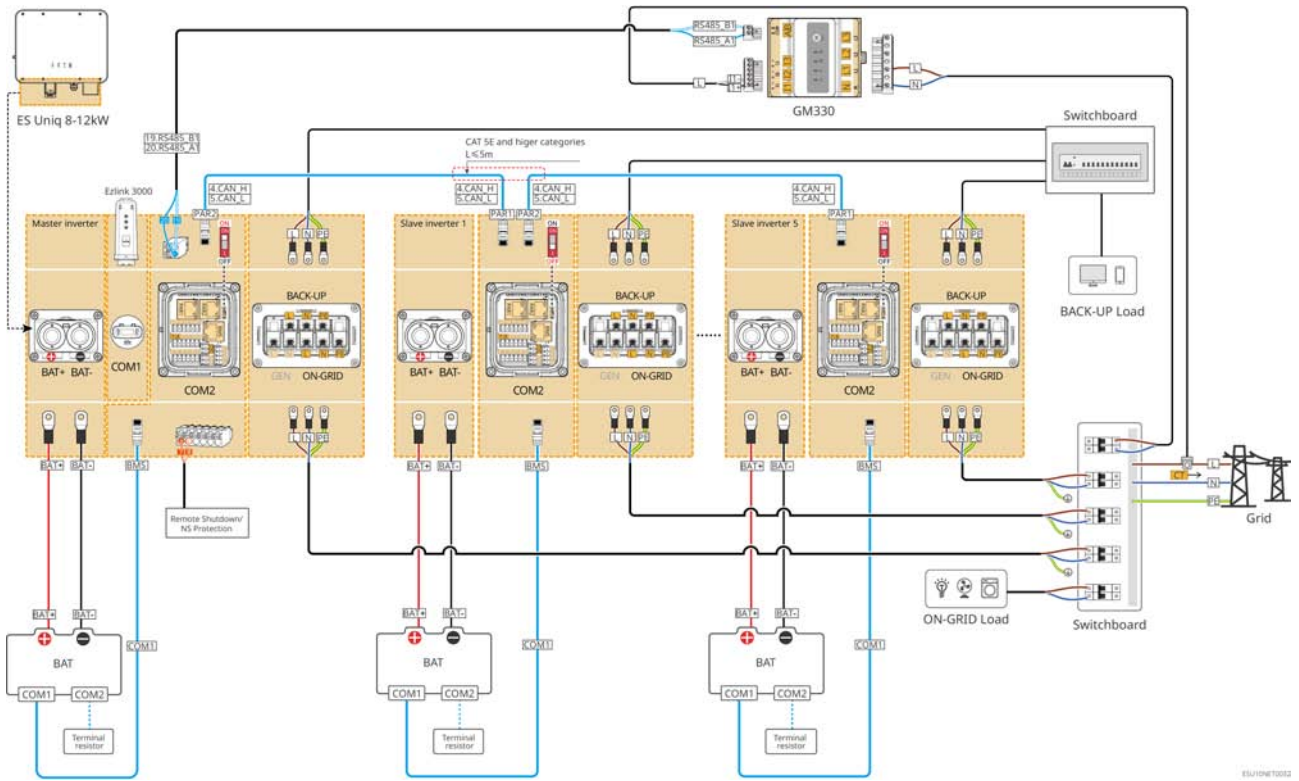 ES Uniq 8-12kW
RS485_B1
RS485_A1
L
L
N
GM330
Switchboard
19.RS485_B1
20.RS485_A1
CAT 5E and higer categories
L≤5m
Ezlink 3000
4.CAN_H
5.CAN_L
4.CAN_H
5.CAN_L
4.CAN_H
5.CAN_L
4.CAN_H
5.CAN_L
PAR2
PAR1
PAR2
PAR1
Master inverter
Slave inverter 1
Slave inverter 5
ON
OFF
ON
OFF
ON
OFF
L N PE
L N PE
L N PE
BACK-UP
BACK-UP
BACK-UP
BACK-UP Load
BAT+ BAT-
COM1
COM2
GEN ON-GRID
BAT+ BAT-
COM2
GEN ON-GRID
BAT+ BAT-
COM2
GEN ON-GRID
L N PE
L N PE
L N PE
BAT+
BAT-
BMS
BAT+
BAT-
BMS
BAT+
BAT-
BMS
CT
L
N
PE
Grid
Remote Shutdown/
NS Protection
ON-GRID Load
Switchboard
BAT+
BAT-
COM1
BAT+
BAT-
COM1
BAT+
BAT-
COM1
BAT
BAT
BAT
COM1
COM2
COM1
COM2
COM1
COM2
Terminal
resistor
Terminal
resistor
Terminal
resistor